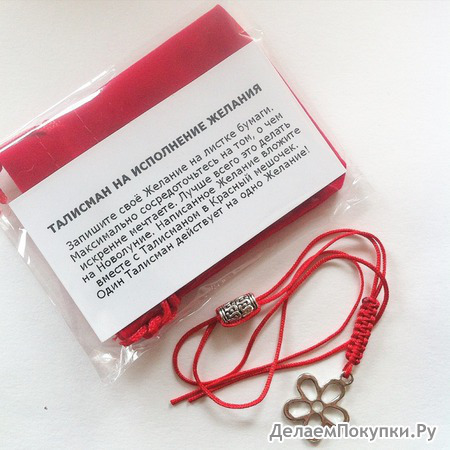 ТАЛИСМАН НА ИСПОЛНЕНИЕ ЖЕЛАНИЯ
Запишите своё Желание на листке бумаги.
Максимально сосредоточьтесь на том, о чем
искренне мечтаете. Лучше всего это делать
на Новолуние. Написанное Желание вложите
вместе с Талисманом в Красный мешочек.
Один Талисман действует на одно Желание!
ДелаемПокупки.Ру